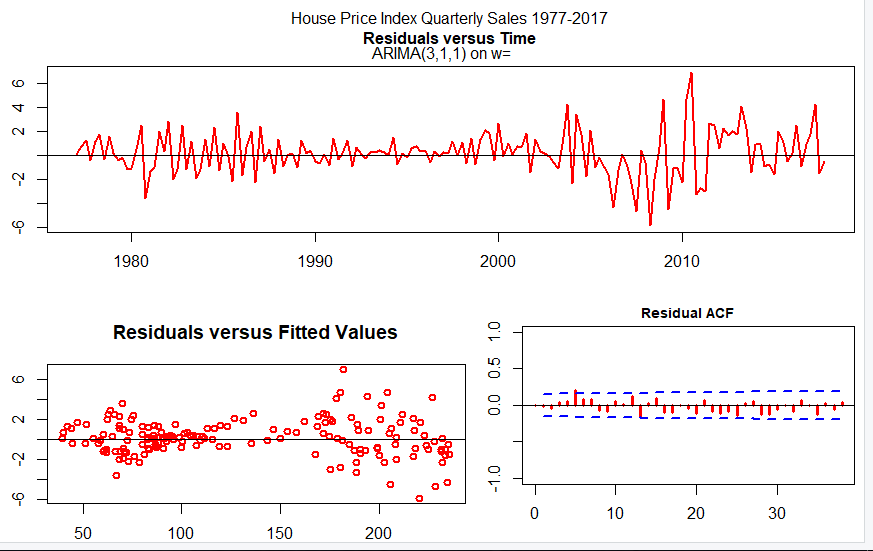 House Price Index Quarterly Sales 1977-2017
Residuals versus Time
ARIMA(3,1,1) on w=
6
2
-2
-6
1980 1990 2000 2010
Residuals versus Fitted Values
6
2
-2
-6
50 100 150 200
Residual ACF
1.0
0.5
0.0
-1.0
0 10 20 30